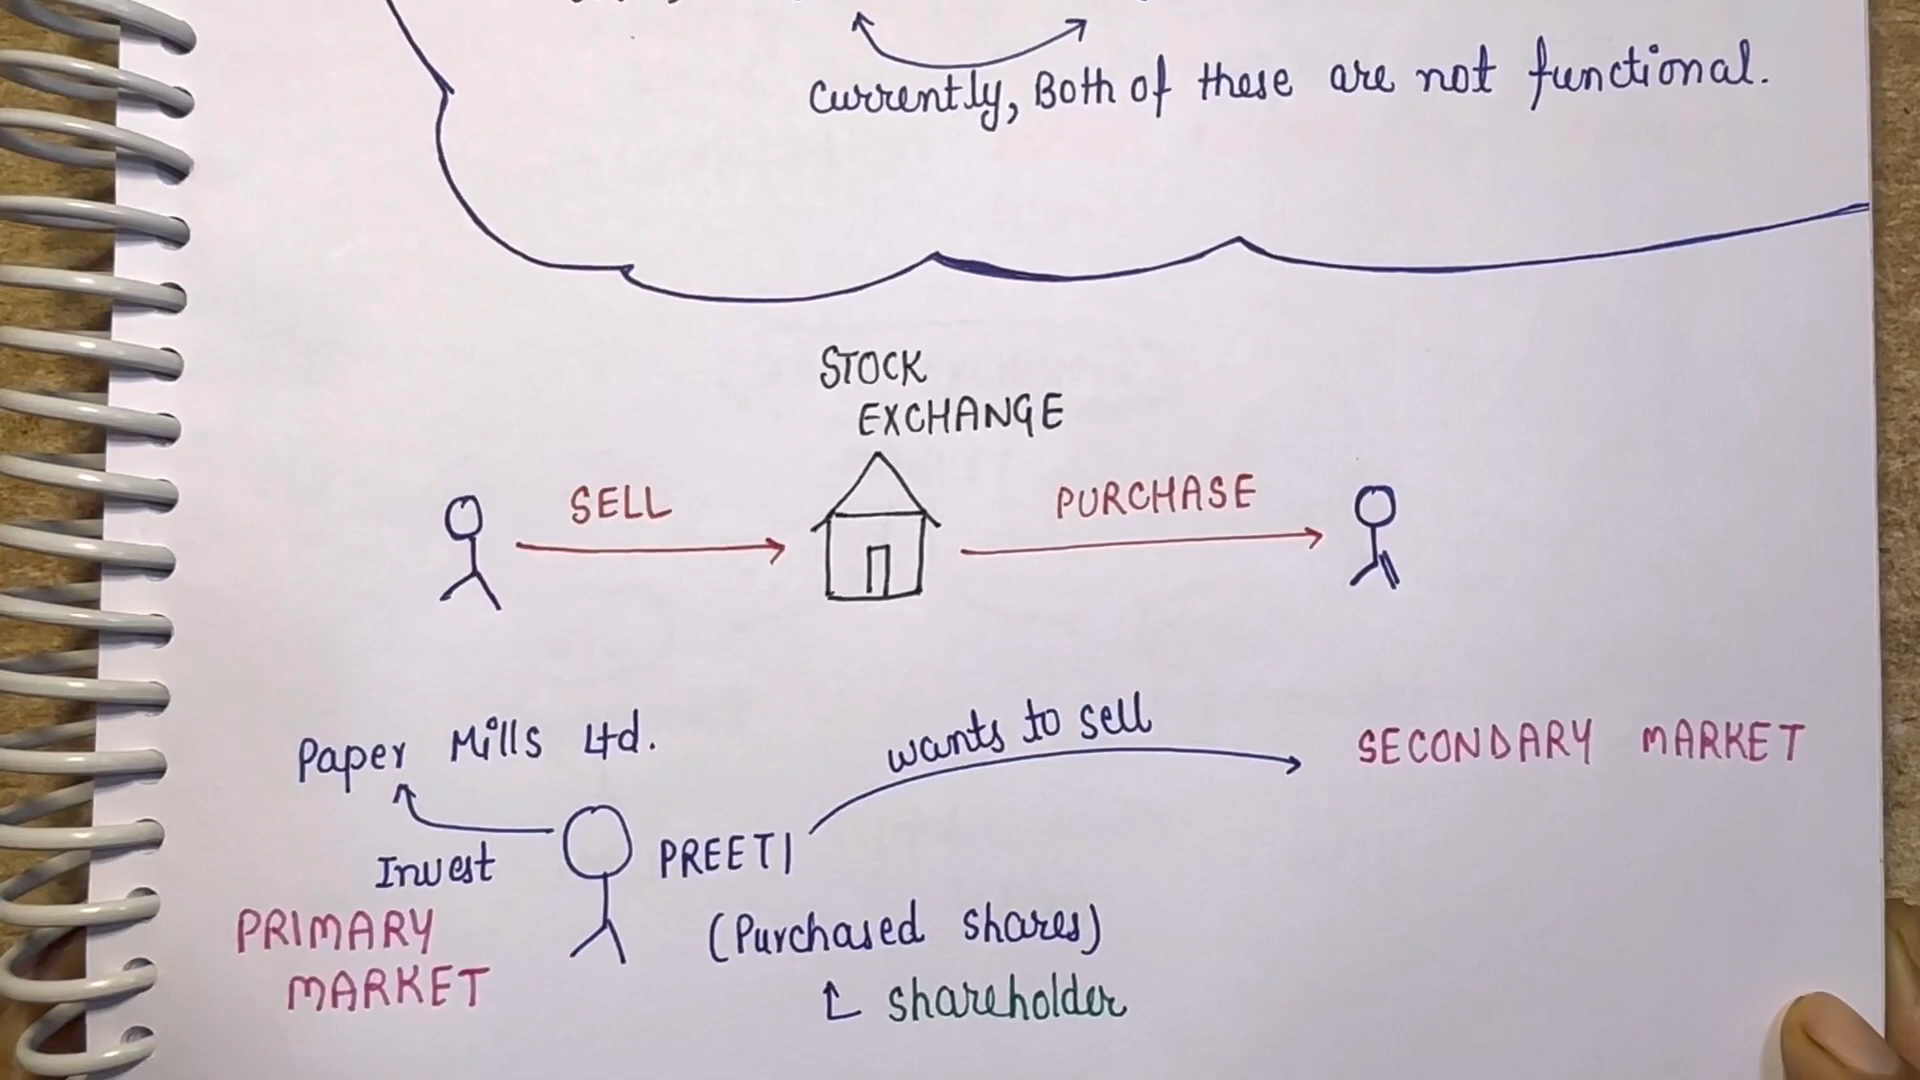 Currently, Both of these are not functional.
STOCK
EXCHANGE
SELL
PURCHASE
Paper Mills Ltd.
wants to sell
SECONDARY MARKET
Invest
PREETI
PRIMARY
MARKET
(Purchased shares)
shareholder